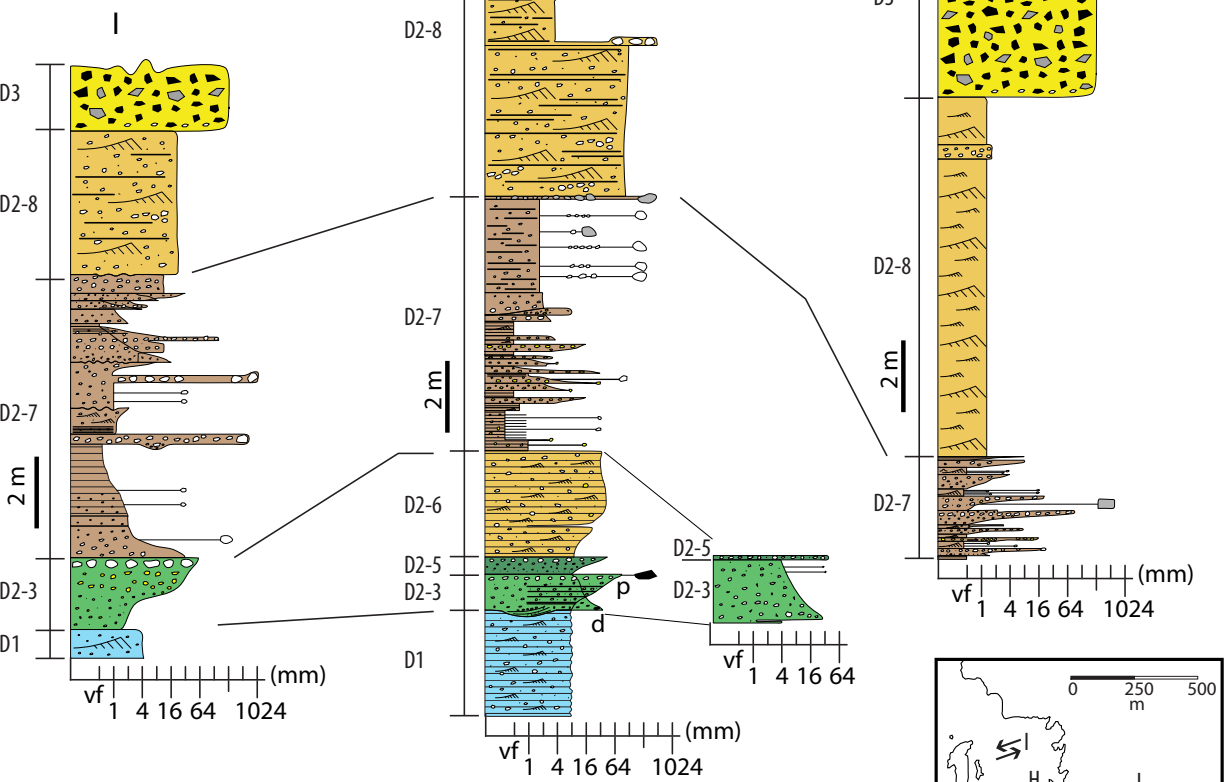 I
D3
D2-8
D2-7
2 m
D2-3
D1
(mm)
vf 1 4 16 64 1024
D2-8
D2-7
2 m
D2-6
D2-5
D2-3
p
d
D1
(mm)
vf 1 4 16 64 1024
D2-5
D2-3
vf 1 4 16 64
D2-8
2 m
D2-7
(mm)
vf 1 4 16 64 1024
0 250 500
m
I
H